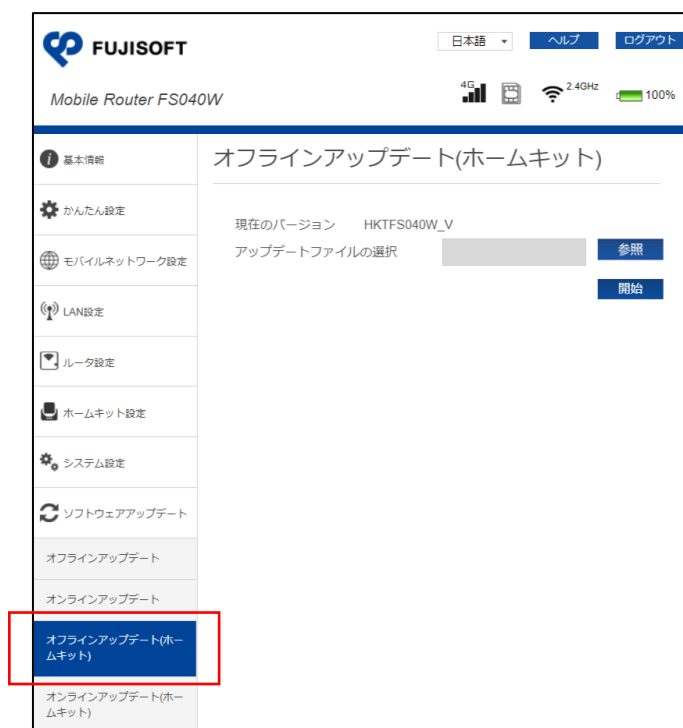 FUJISOFT
日本語
ヘルプ
ログアウト
Mobile Router FS040W
4G
2.4GHz
100%
基本情報
かんたん設定
モバイルネットワーク設定
LAN設定
ルータ設定
ホームキット設定
システム設定
ソフトウェアアップデート
オフラインアップデート
オンラインアップデート
オフラインアップデート(ホー
ムキット)
オンラインアップデート(ホー
ムキット)
オフラインアップデート(ホームキット)
現在のバージョン HKTFS040W_V
アップデートファイルの選択
参照
開始